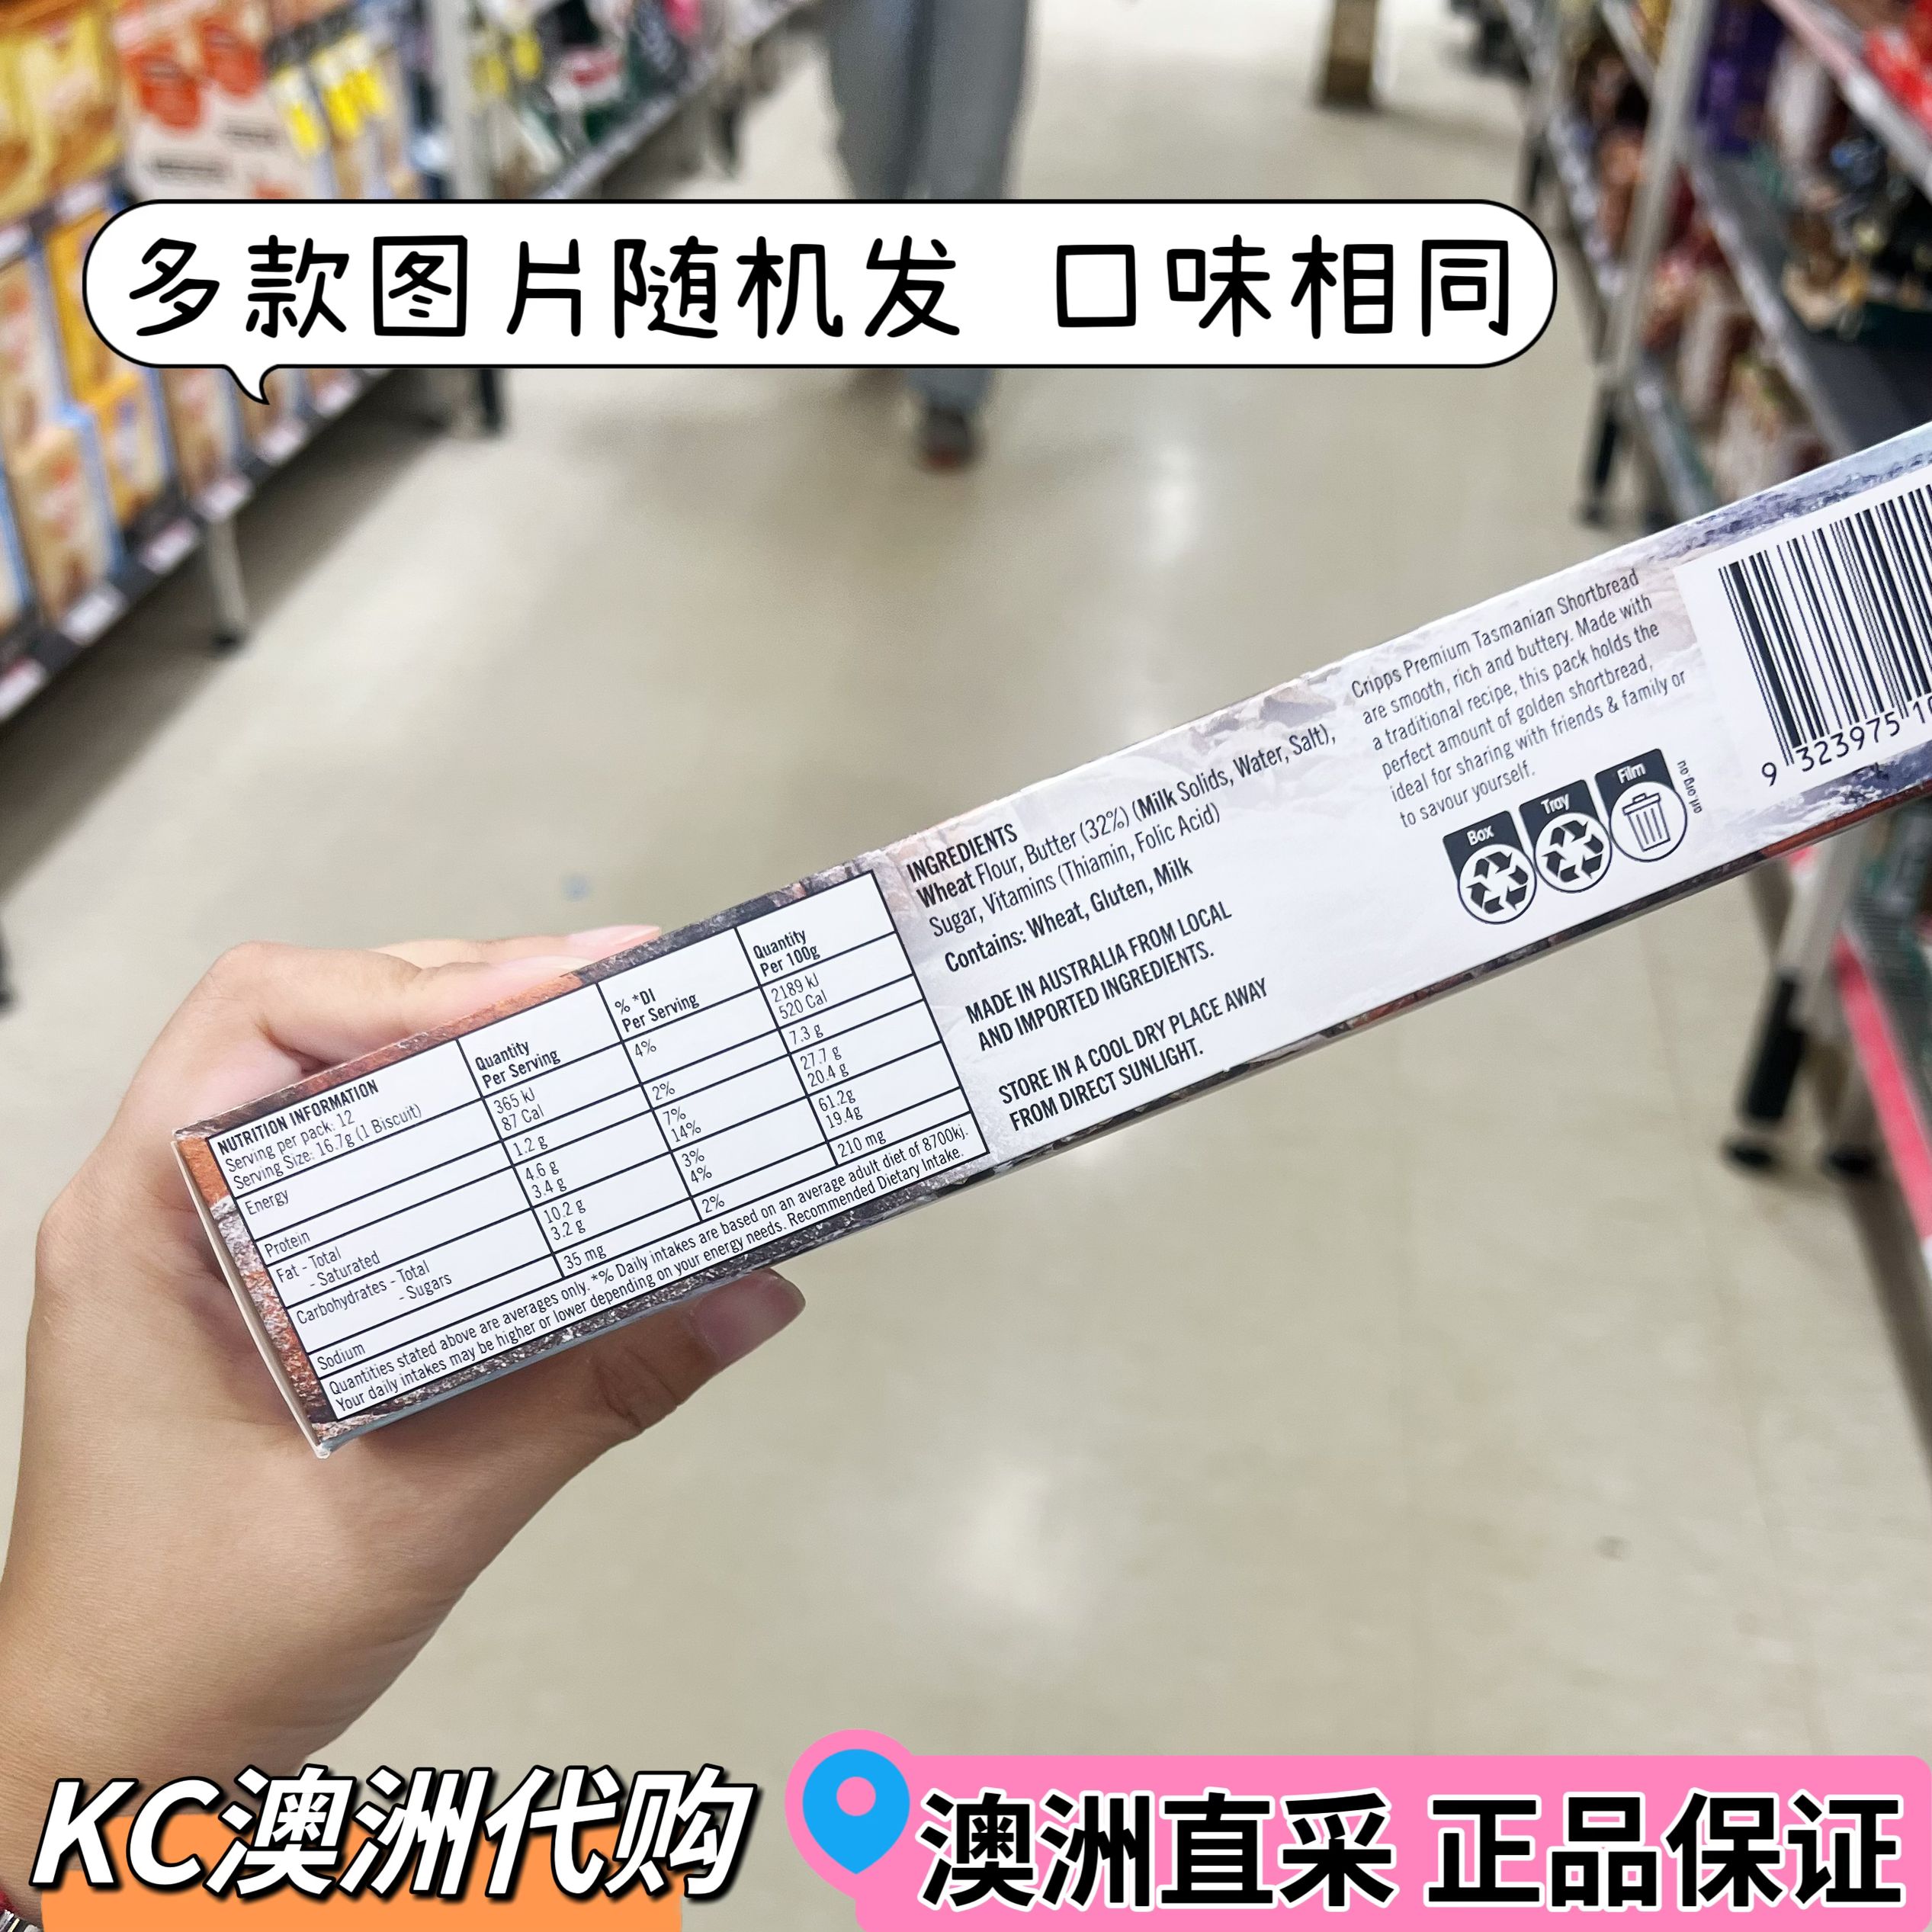 多款图片随机发 口味相同
NUTRITION INFORMATION
Serving per pack: 12
Serving Size: 16.7g (1 Biscuit)
Quantity Per Serving
% *DI Per Serving
Quantity Per 100g
Energy 365 kJ 4% 2189 kJ
87 Cal 520 Cal
Protein 1.2 g 2% 7.3 g
Fat - Total 4.6 g 7% 27.7 g
- Saturated 3.4 g 14% 20.4 g
Carbohydrates - Total 10.2 g 3% 61.2g
- Sugars 3.2 g 4% 19.4g
Sodium 35 mg 2% 210 mg
Quantities stated above are averages only. *% Daily intakes are based on an average adult diet of 8700kj.
Your daily intakes may be higher or lower depending on your energy needs. Recommended Dietary Intake.
INGREDIENTS
Wheat Flour, Butter (32%) (Milk Solids, Water, Salt),
Sugar, Vitamins (Thiamin, Folic Acid)
Contains: Wheat, Gluten, Milk
MADE IN AUSTRALIA FROM LOCAL
AND IMPORTED INGREDIENTS.
STORE IN A COOL DRY PLACE AWAY
FROM DIRECT SUNLIGHT.
Cripps Premium Tasmanian Shortbread
are smooth, rich and buttery. Made with
a traditional recipe, this pack holds the
perfect amount of golden shortbread,
ideal for sharing with friends & family or
to savour yourself.
Box
Tray
Film
arl.org.au
9 323975
KC澳洲代购
澳洲直采 正品保证